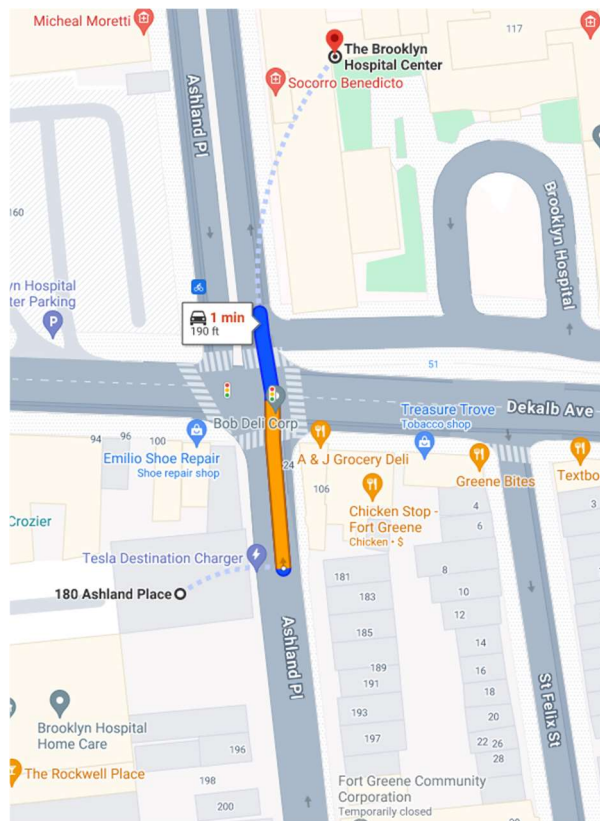 Micheal Moretti
117
The Brooklyn
Hospital Center
Socorro Benedicto
Ashland Pl
160
Brooklyn Hospital
yn Hospital
ter Parking
P
1 min
190 ft
51
Dekalb Ave
Bob Deli Corp
Treasure Trove
Tobacco shop
94
96
100
Emilio Shoe Repair
Shoe repair shop
A & J Grocery Deli
24
106
Greene Bites
Textbo
Crozier
Chicken Stop -
Fort Greene
Chicken • $
4
6
3
Tesla Destination Charger
180 Ashland Place
181
183
185
189
191
193
197
8
10
12
14
16
18
20
22
26
28
Ashland Pl
St Felix St
Brooklyn Hospital
Home Care
The Rockwell Place
196
198
200
Fort Greene Community
Corporation
Temporarily closed